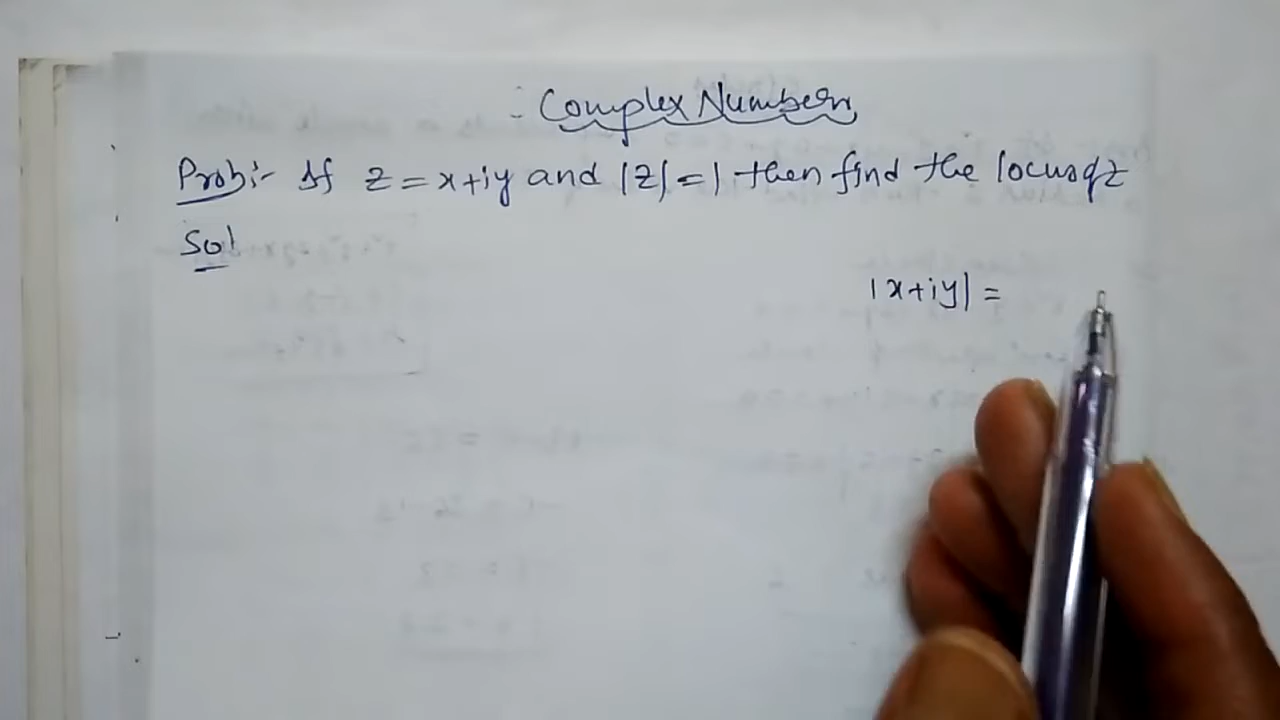 :- Complex Numbers
Prob:- If z = x+iy and |z| = 1 then find the locus of z
Sol
|x+iy| =